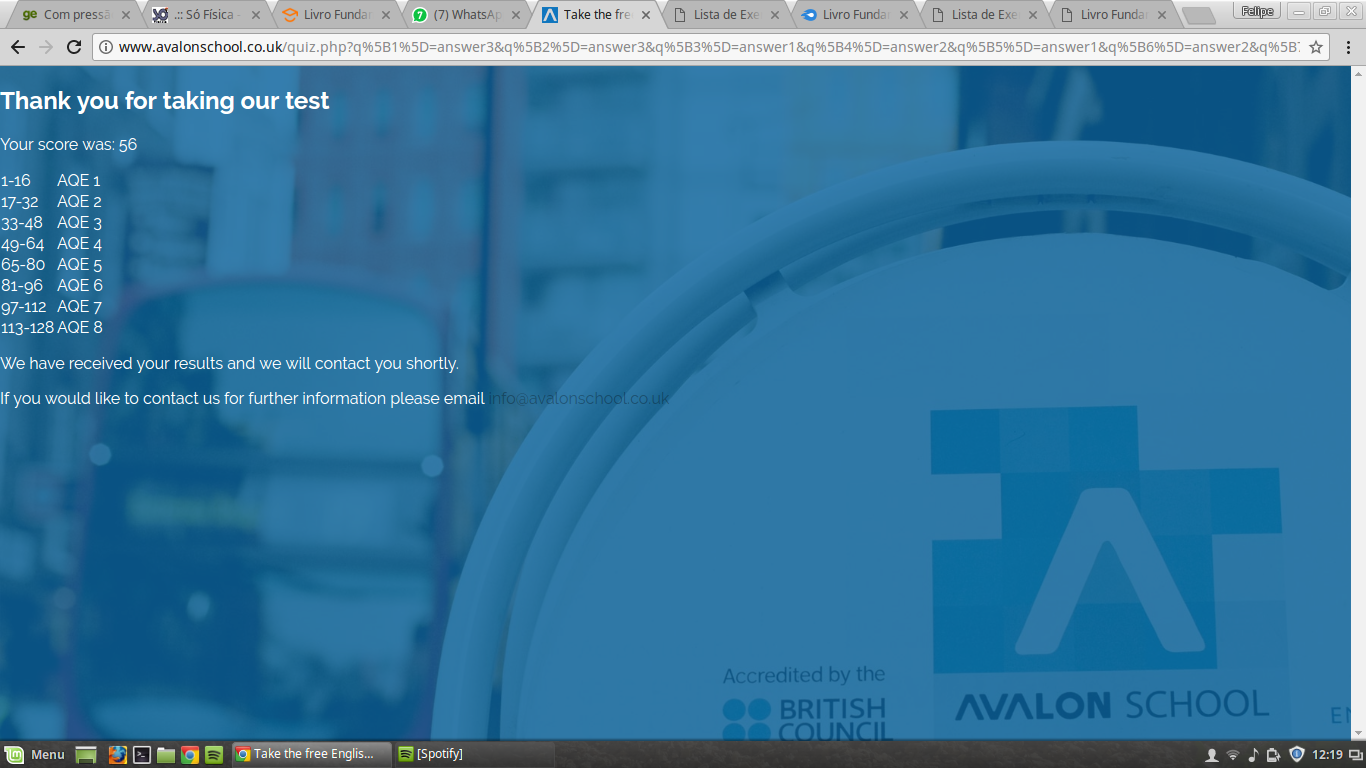 Com pressã
.:: Só Física -
Livro Fundar
(7) WhatsAp
Take the fre
Lista de Exe
Livro Fundar
Lista de Exe
Livro Fundar
Felipe
www.avalonschool.co.uk/quiz.php?q%5B1%5D=answer3&q%5B2%5D=answer3&q%5B3%5D=answer1&q%5B4%5D=answer2&q%5B5%5D=answer1&q%5B6%5D=answer2&q%5B7
Thank you for taking our test
Your score was: 56
1-16 AQE 1
17-32 AQE 2
33-48 AQE 3
49-64 AQE 4
65-80 AQE 5
81-96 AQE 6
97-112 AQE 7
113-128 AQE 8
We have received your results and we will contact you shortly.
If you would like to contact us for further information please email info@avalonschool.co.uk
Accredited by the
BRITISH
COUNCIL
AVALON SCHOOL
EN
Menu
Take the free Englis...
[Spotify]
12:19